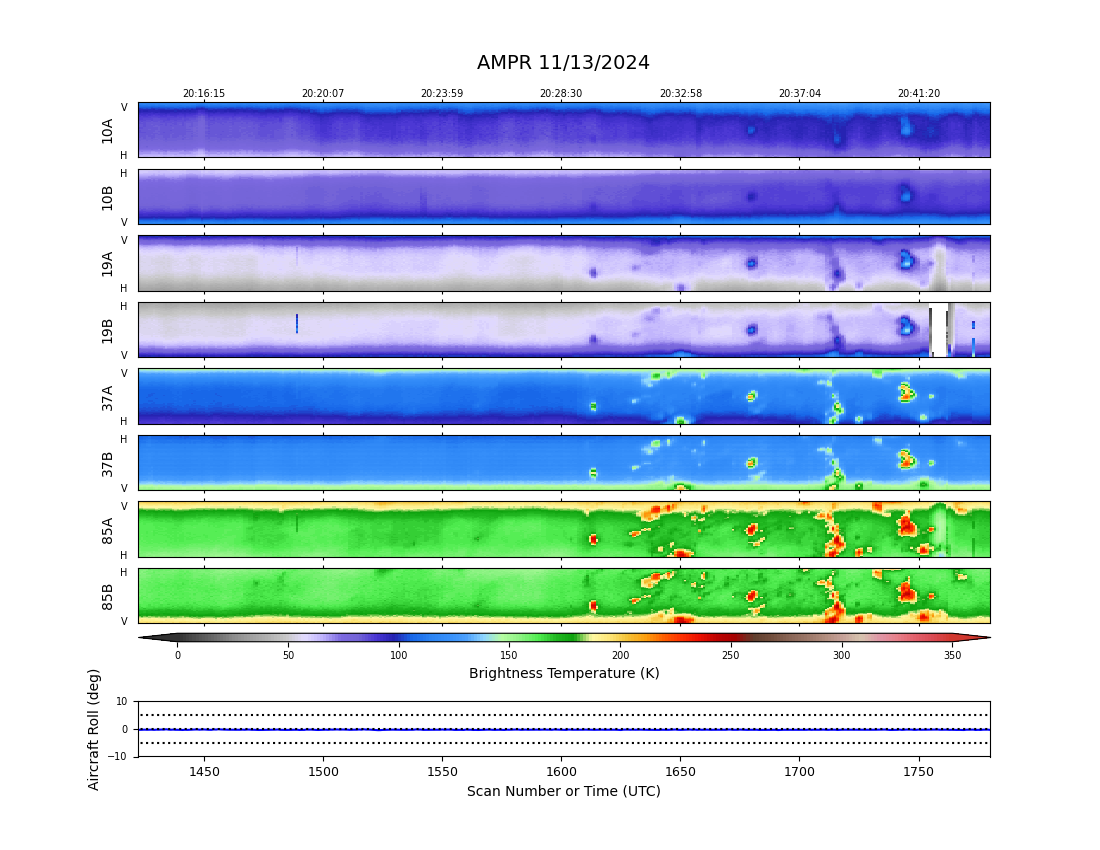 AMPR 11/13/2024
20:16:15 20:20:07 20:23:59 20:28:30 20:32:58 20:37:04 20:41:20
V
10A
H
H
10B
V
V
19A
H
H
19B
V
V
37A
H
H
37B
V
V
85A
H
H
85B
V
0 50 100 150 200 250 300 350
Brightness Temperature (K)
Aircraft Roll (deg)
10
0
−10
1450 1500 1550 1600 1650 1700 1750
Scan Number or Time (UTC)